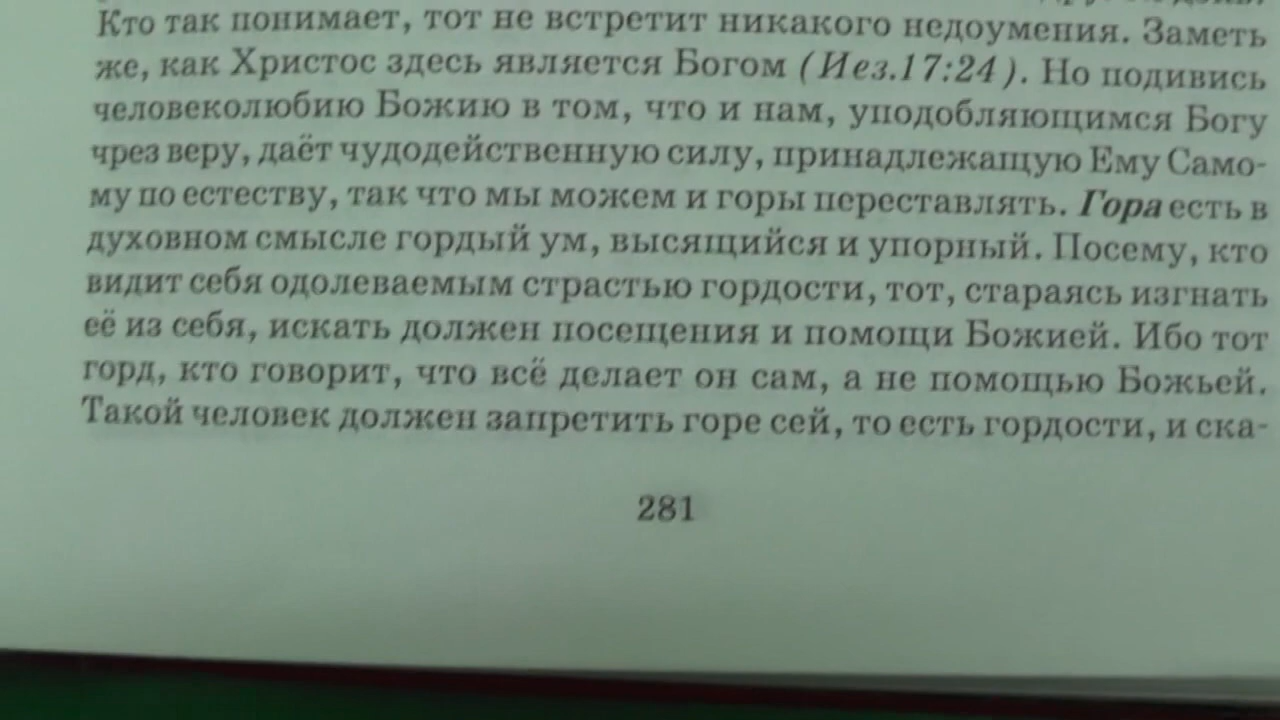 Кто так понимает, тот не встретит никакого недоумения. Заметь
же, как Христос здесь является Богом (Иез.17:24). Но подивись
человеколюбию Божию в том, что и нам, уподобляющимся Богу
чрез веру, даёт чудодейственную силу, принадлежащую Ему Само-
му по естеству, так что мы можем и горы переставлять. Гора есть в
духовном смысле гордый ум, высящийся и упорный. Посему, кто
видит себя одолеваемым страстью гордости, тот, стараясь изгнать
её из себя, искать должен посещения и помощи Божией. Ибо тот
горд, кто говорит, что всё делает он сам, а не помощью Божьей.
Такой человек должен запретить горе сей, то есть гордости, и ска-
281